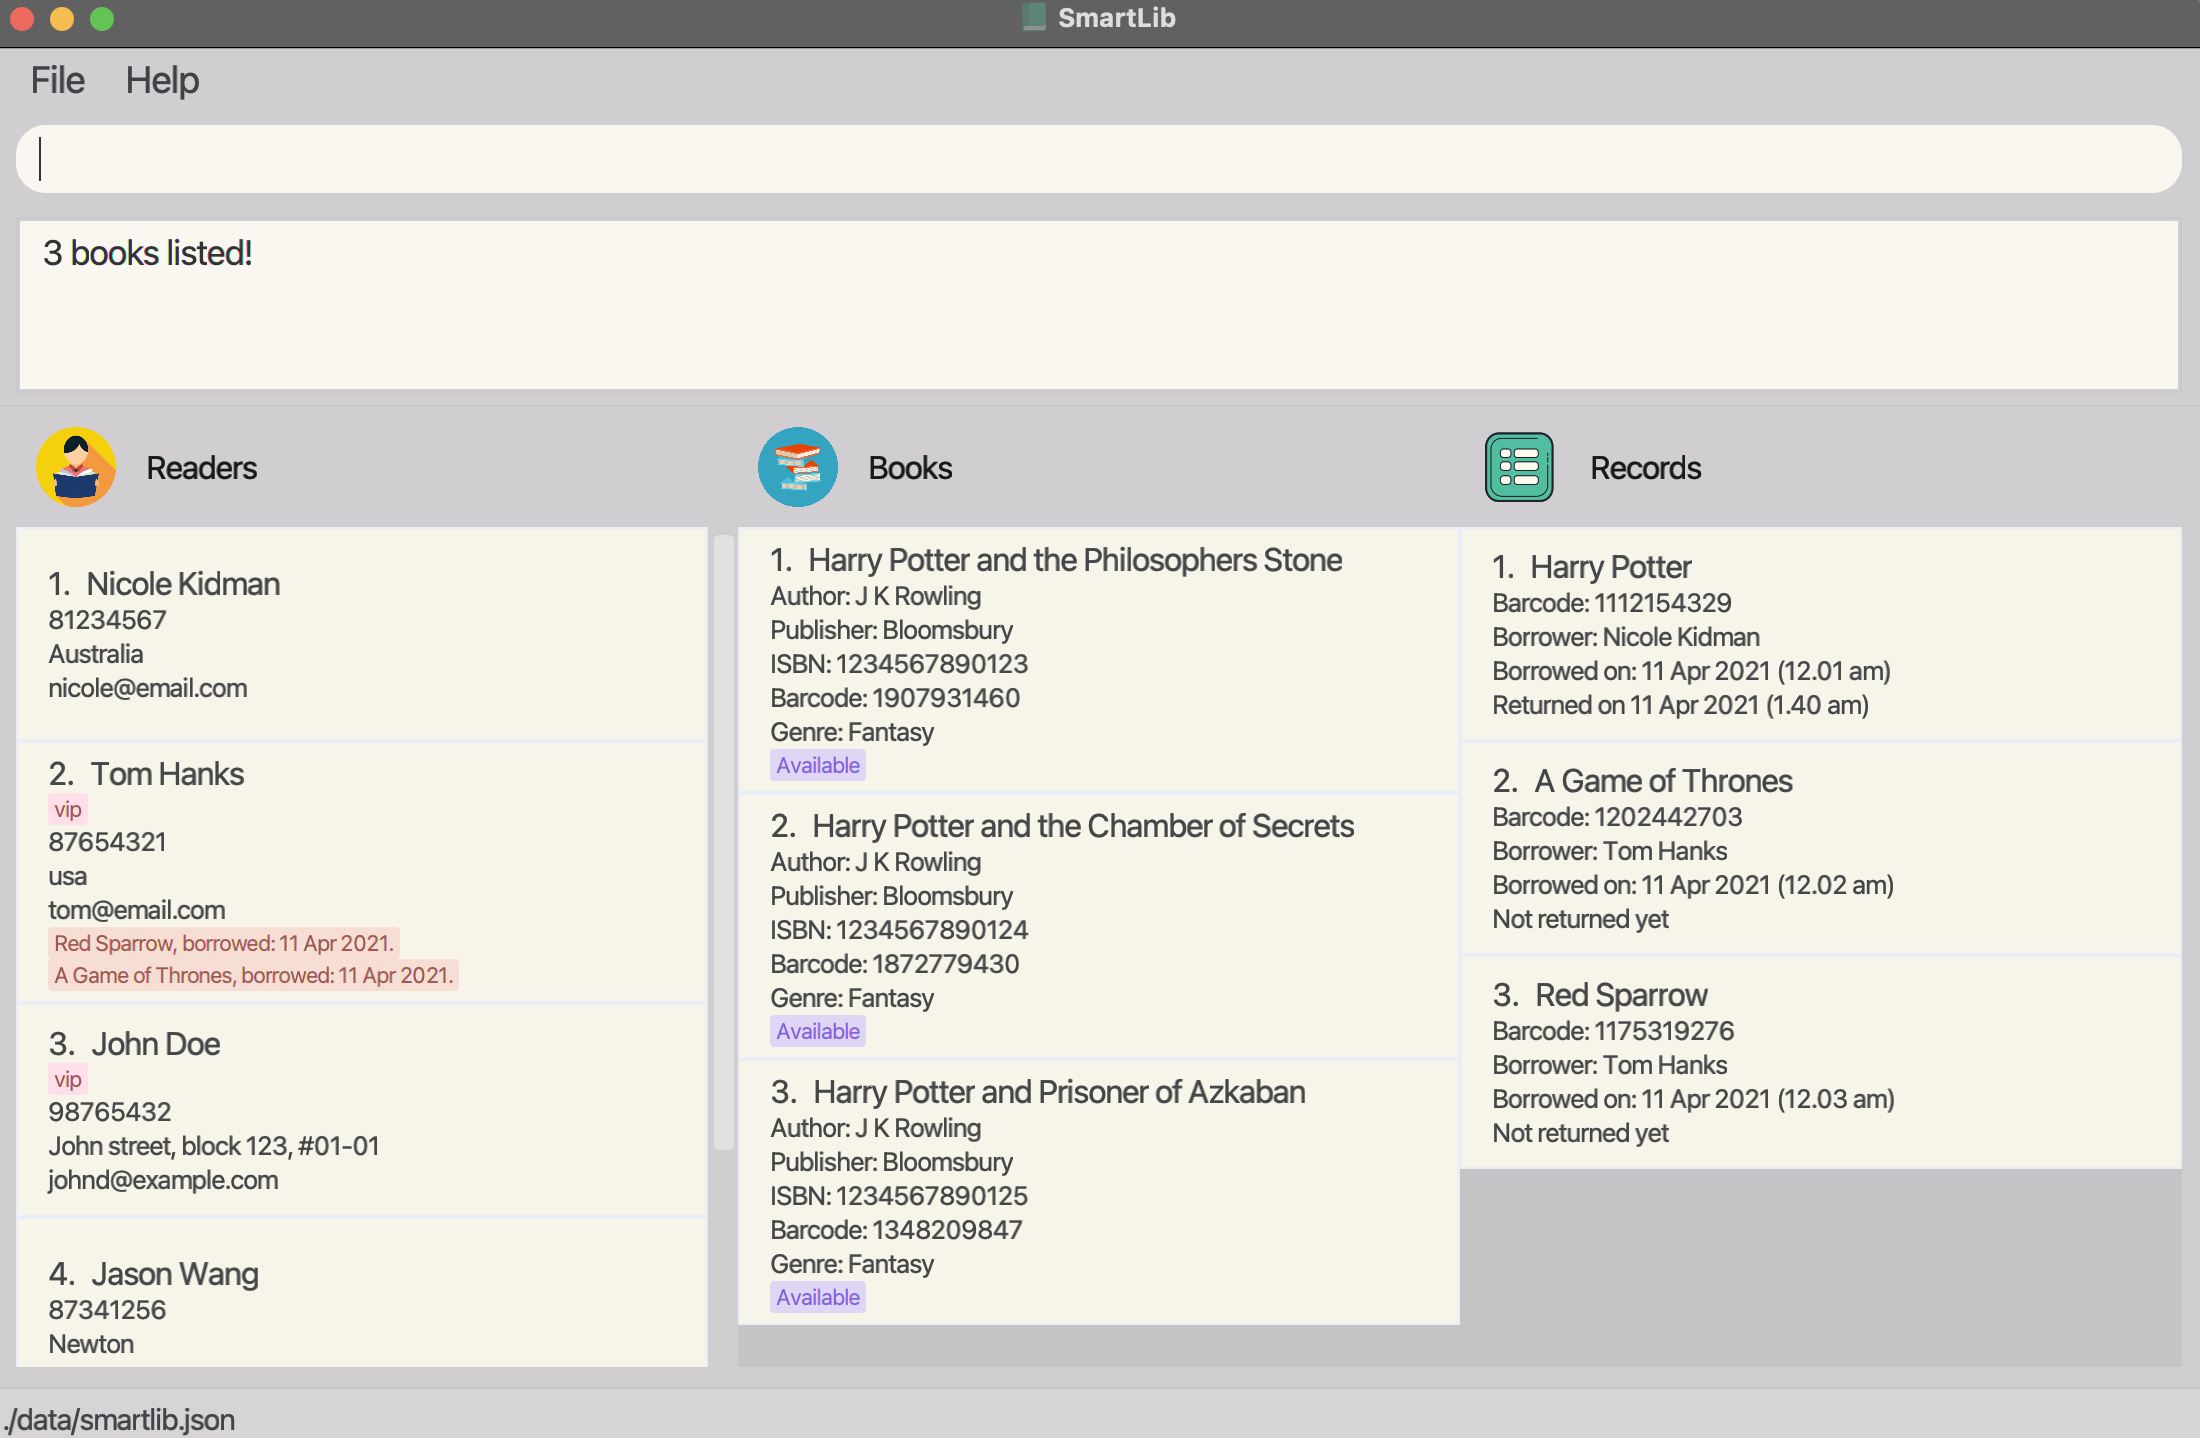 SmartLib
File Help
3 books listed!
Readers
1. Nicole Kidman
81234567
Australia
nicole@email.com
2. Tom Hanks
vip
87654321
usa
tom@email.com
Red Sparrow, borrowed: 11 Apr 2021.
A Game of Thrones, borrowed: 11 Apr 2021.
3. John Doe
vip
98765432
John street, block 123, #01-01
johnd@example.com
4. Jason Wang
87341256
Newton
Books
1. Harry Potter and the Philosophers Stone
Author: J K Rowling
Publisher: Bloomsbury
ISBN: 1234567890123
Barcode: 1907931460
Genre: Fantasy
Available
2. Harry Potter and the Chamber of Secrets
Author: J K Rowling
Publisher: Bloomsbury
ISBN: 1234567890124
Barcode: 1872779430
Genre: Fantasy
Available
3. Harry Potter and Prisoner of Azkaban
Author: J K Rowling
Publisher: Bloomsbury
ISBN: 1234567890125
Barcode: 1348209847
Genre: Fantasy
Available
Records
1. Harry Potter
Barcode: 1112154329
Borrower: Nicole Kidman
Borrowed on: 11 Apr 2021 (12.01 am)
Returned on 11 Apr 2021 (1.40 am)
2. A Game of Thrones
Barcode: 1202442703
Borrower: Tom Hanks
Borrowed on: 11 Apr 2021 (12.02 am)
Not returned yet
3. Red Sparrow
Barcode: 1175319276
Borrower: Tom Hanks
Borrowed on: 11 Apr 2021 (12.03 am)
Not returned yet
./data/smartlib.json